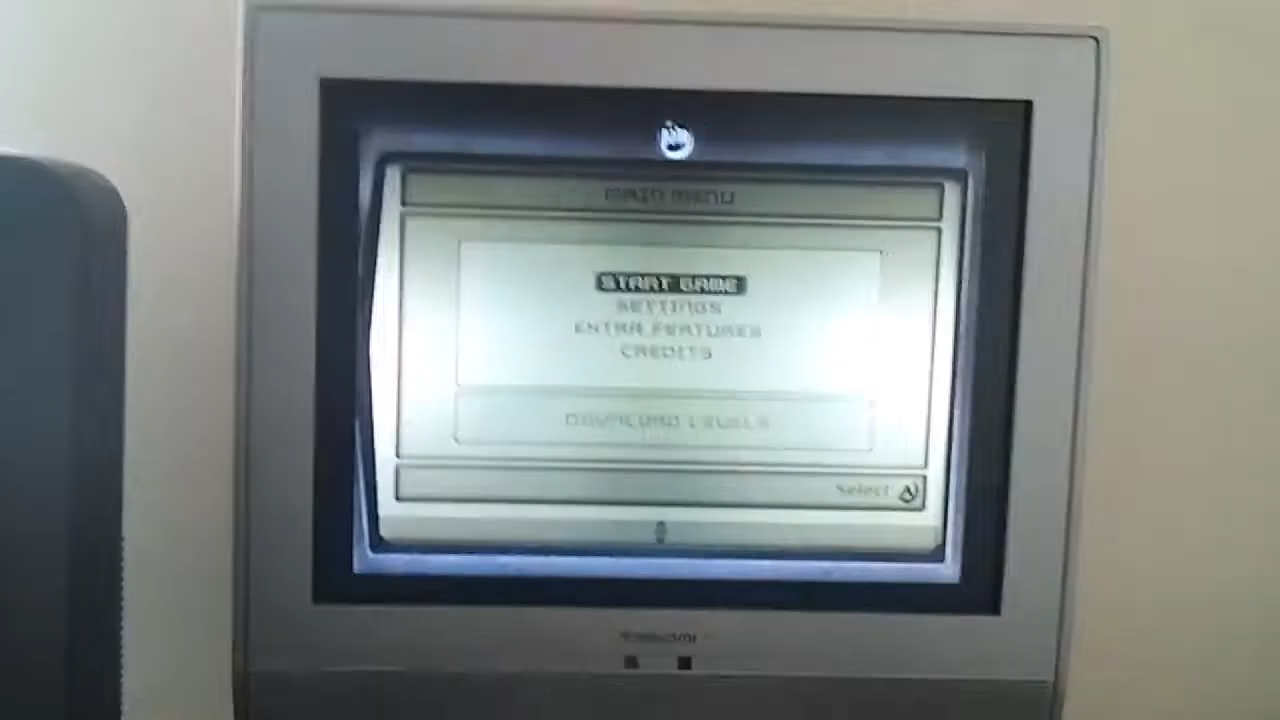 MAIN MENU
START GAME
SETTINGS
EXTRA FEATURES
CREDITS
DOWNLOAD LEVELS
Select A